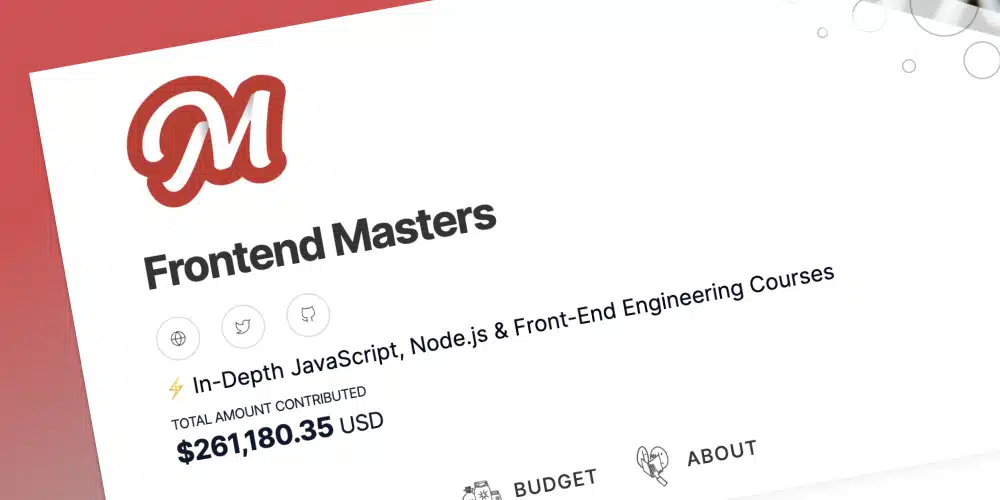 M
Frontend Masters
⚡ In-Depth JavaScript, Node.js & Front-End Engineering Courses
TOTAL AMOUNT CONTRIBUTED
$261,180.35 USD
BUDGET
ABOUT